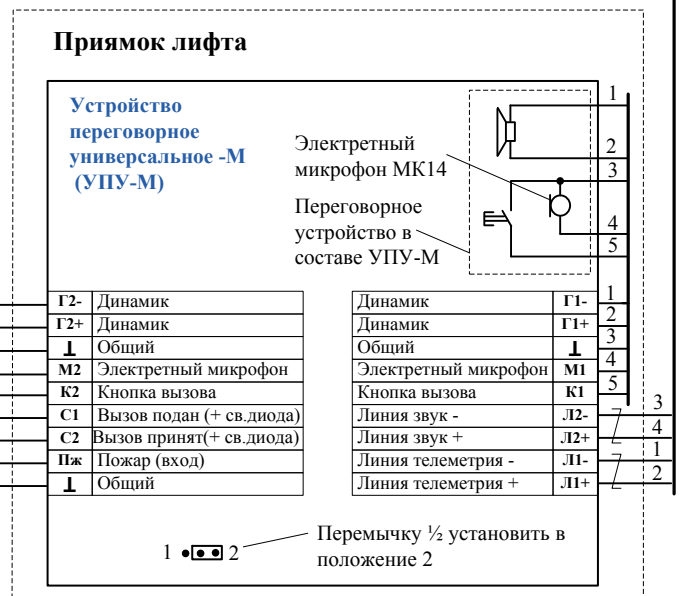 Приямок лифта
Устройство
переговорное
универсальное -М
(УПУ-М)
Электретный
микрофон МК14
Переговорное
устройство в
составе УПУ-М
1
2
3
4
5
Г2- Динамик
Г2+ Динамик
⊥ Общий
М2 Электретный микрофон
К2 Кнопка вызова
С1 Вызов подан (+ св.диода)
С2 Вызов принят(+ св.диода)
Пж Пожар (вход)
⊥ Общий
Динамик Г1- 1
Динамик Г1+ 2
Общий ⊥ 3
Электретный микрофон М1 4
Кнопка вызова К1 5
Линия звук - Л2- 3
Линия звук + Л2+ 4
Линия телеметрия - Л1- 1
Линия телеметрия + Л1+ 2
1 2
Перемычку ½ установить в
положение 2